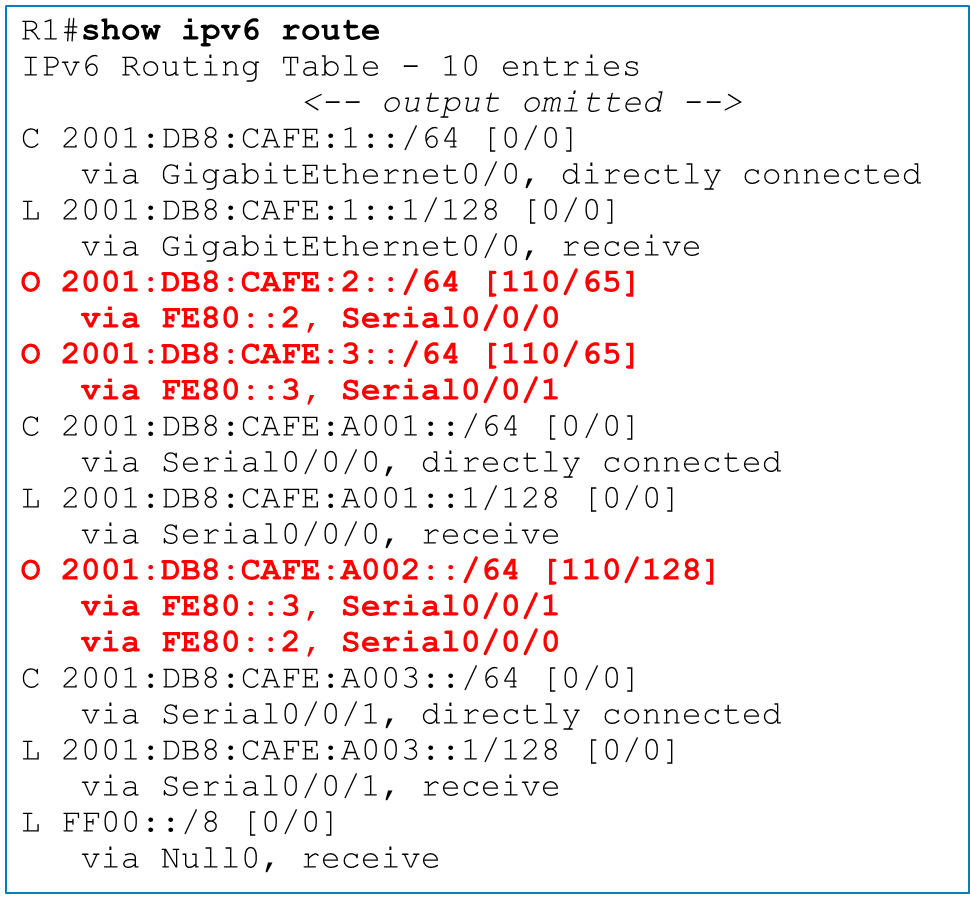 R1#show ipv6 route
IPv6 Routing Table - 10 entries
<-- output omitted -->
C 2001:DB8:CAFE:1::/64 [0/0]
via GigabitEthernet0/0, directly connected
L 2001:DB8:CAFE:1::1/128 [0/0]
via GigabitEthernet0/0, receive
O 2001:DB8:CAFE:2::/64 [110/65]
via FE80::2, Serial0/0/0
O 2001:DB8:CAFE:3::/64 [110/65]
via FE80::3, Serial0/0/1
C 2001:DB8:CAFE:A001::/64 [0/0]
via Serial0/0/0, directly connected
L 2001:DB8:CAFE:A001::1/128 [0/0]
via Serial0/0/0, receive
O 2001:DB8:CAFE:A002::/64 [110/128]
via FE80::3, Serial0/0/1
via FE80::2, Serial0/0/0
C 2001:DB8:CAFE:A003::/64 [0/0]
via Serial0/0/1, directly connected
L 2001:DB8:CAFE:A003::1/128 [0/0]
via Serial0/0/1, receive
L FF00::/8 [0/0]
via Null0, receive